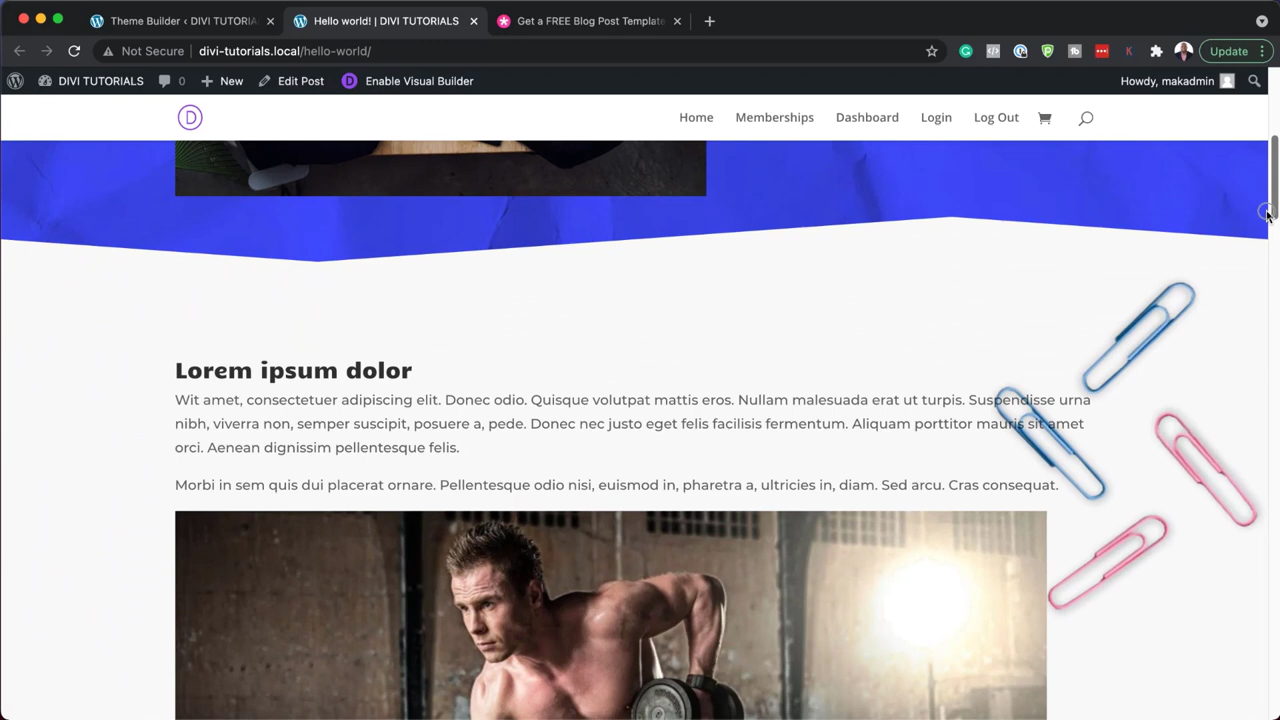 Theme Builder ‹ DIVI TUTORIA
Hello world! | DIVI TUTORIALS
Get a FREE Blog Post Template
Not Secure
divi-tutorials.local/hello-world/
K
Update
DIVI TUTORIALS
0
New
Edit Post
D
Enable Visual Builder
Howdy, makadmin
D
Home
Memberships
Dashboard
Login
Log Out
Lorem ipsum dolor
Wit amet, consectetuer adipiscing elit. Donec odio. Quisque volutpat mattis eros. Nullam malesuada erat ut turpis. Suspendisse urna
nibh, viverra non, semper suscipit, posuere a, pede. Donec nec justo eget felis facilisis fermentum. Aliquam porttitor mauris sit amet
orci. Aenean dignissim pellentesque felis.
Morbi in sem quis dui placerat ornare. Pellentesque odio nisi, euismod in, pharetra a, ultricies in, diam. Sed arcu. Cras consequat.